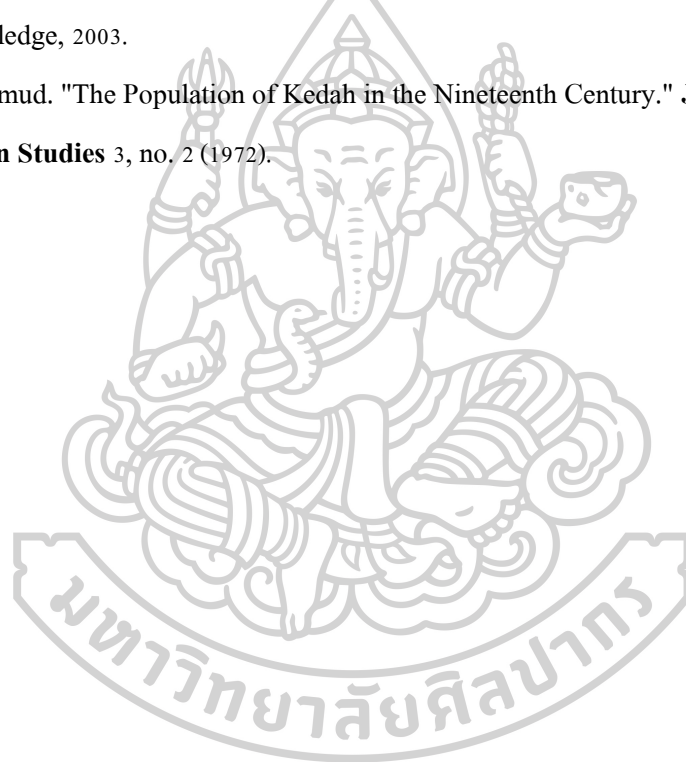 ledge, 2003.
mud. "The Population of Kedah in the Nineteenth Century."
n Studies 3, no. 2 (1972).
มหาวิทยาลัยศิลปากร